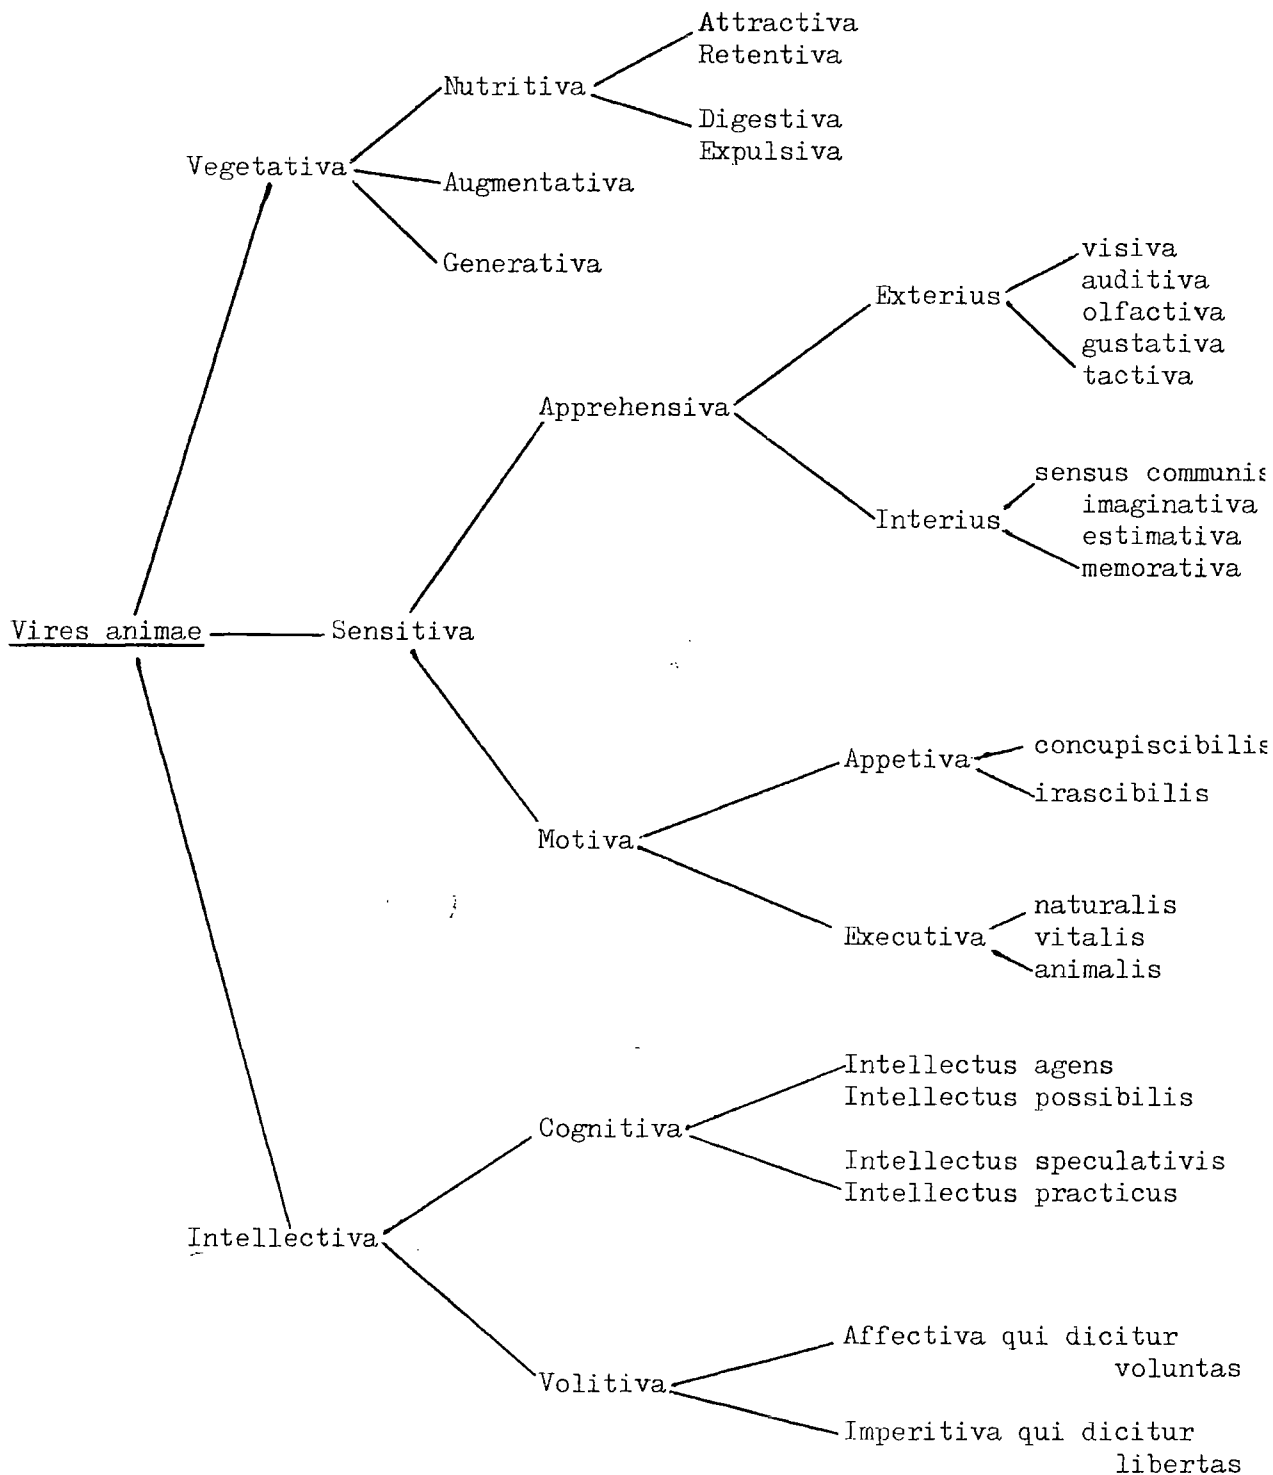 Attractiva
Retentiva
Nutritiva
Digestiva
Expulsiva
Vegetativa
Augmentativa
Generativa
visiva
Exterius
auditiva
olfactiva
gustativa
tactiva
Apprehensiva
sensus communis
imaginativa
Interius
estimativa
memorativa
Vires animae
Sensitiva
concupiscibilis
Appetiva
irascibilis
Motiva
naturalis
Executiva
vitalis
animalis
Intellectus agens
Intellectus possibilis
Cognitiva
Intellectus speculativis
Intellectus practicus
Intellectiva
Affectiva qui dicitur
voluntas
Volitiva
Imperitiva qui dicitur
libertas